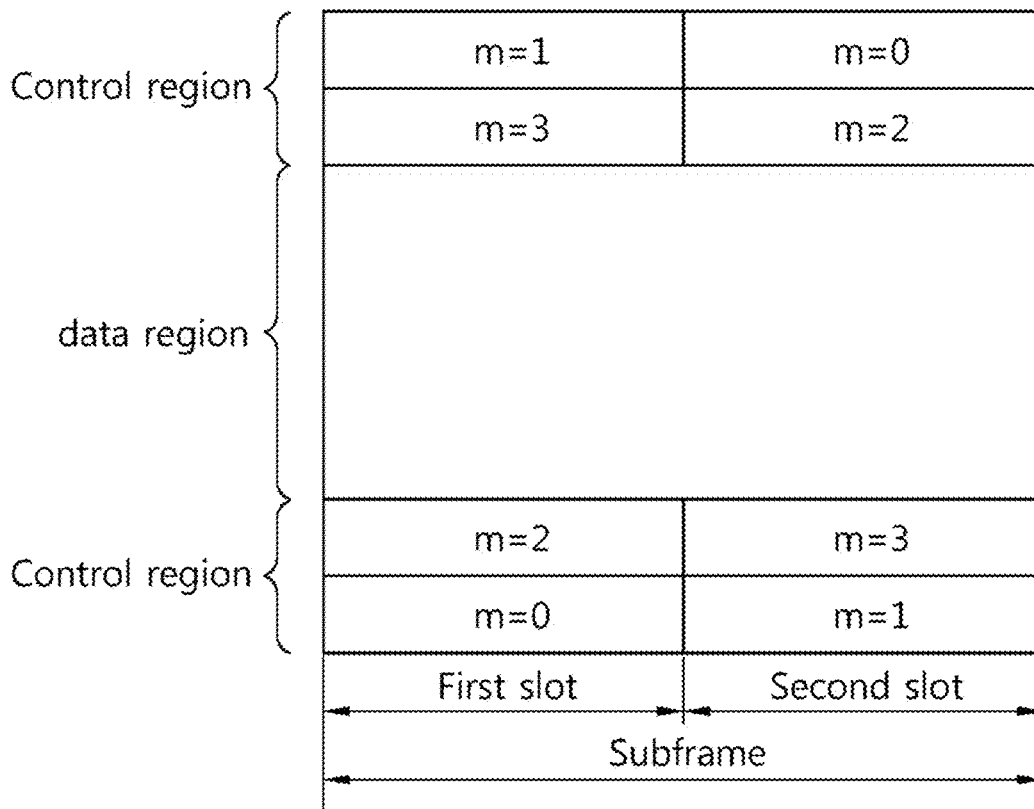 m=1 m=0
Control region
m=3 m=2
data region
m=2 m=3
Control region
m=0 m=1
First slot Second slot
Subframe